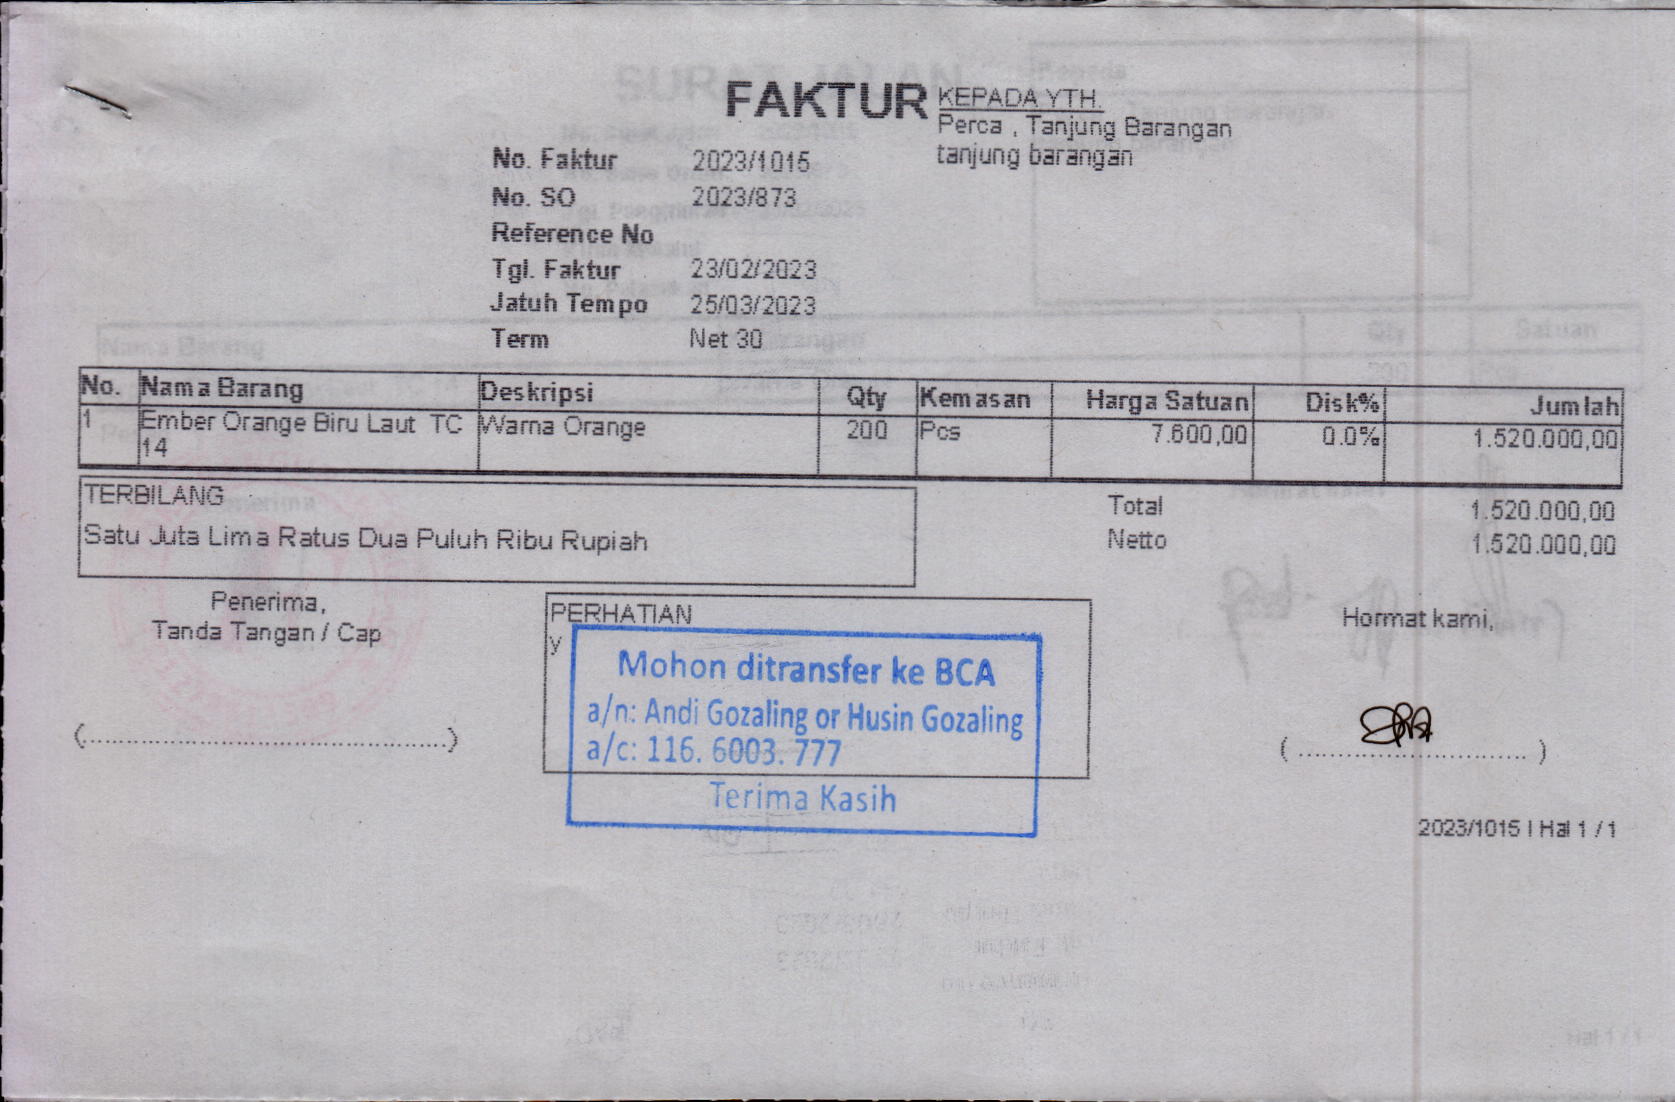 FAKTUR
KEPADA YTH.
Perca , Tanjung Barangan
tanjung barangan
No. Faktur 2023/1015
No. SO 2023/873
Reference No
Tgl. Faktur 23/02/2023
Jatuh Tempo 25/03/2023
Term Net 30
No. Nama Barang Deskripsi Qty Kemasan Harga Satuan Disk% Jumlah
1 Ember Orange Biru Laut TC 14 Warna Orange 200 Pcs 7.600,00 0.0% 1.520.000,00
TERBILANG
Satu Juta Lima Ratus Dua Puluh Ribu Rupiah
Total 1.520.000,00
Netto 1.520.000,00
Penerima,
Tanda Tangan / Cap
(..............................................)
PERHATIAN
y
Mohon ditransfer ke BCA
a/n: Andi Gozaling or Husin Gozaling
a/c: 116. 6003. 777
Terima Kasih
Hormat kami,
( ............................. )
2023/1015 | Hal 1 / 1